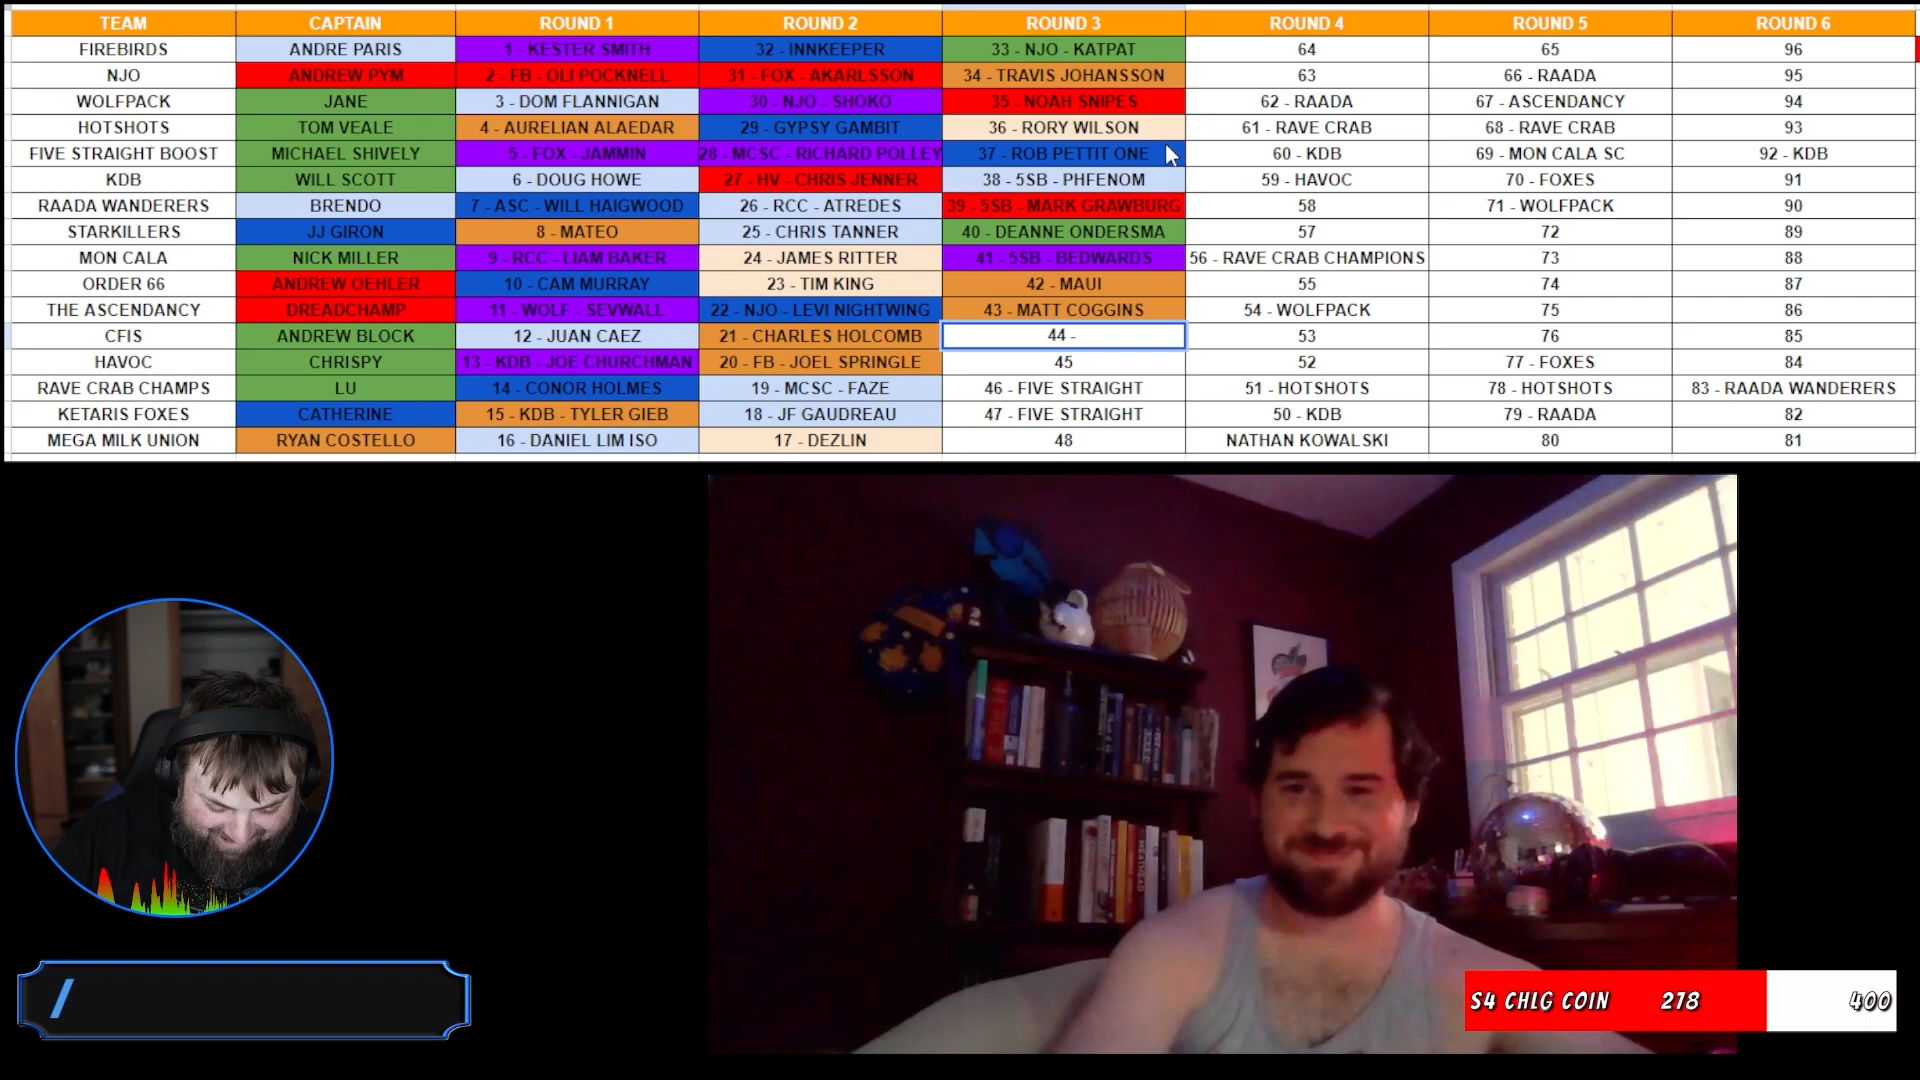 TEAM CAPTAIN ROUND 1 ROUND 2 ROUND 3 ROUND 4 ROUND 5 ROUND 6
FIREBIRDS ANDRE PARIS 1 - KESTER SMITH 32 - INNKEEPER 33 - NJO - KATPAT 64 65 96
NJO ANDREW PYM 2 - FB - OLI POCKNELL 31 - FOX - AKARLSSON 34 - TRAVIS JOHANSSON 63 66 - RAADA 95
WOLFPACK JANE 3 - DOM FLANNIGAN 30 - NJO - SHOKO 35 - NOAH SNIPES 62 - RAADA 67 - ASCENDANCY 94
HOTSHOTS TOM VEALE 4 - AURELIAN ALAEDAR 29 - GYPSY GAMBIT 36 - RORY WILSON 61 - RAVE CRAB 68 - RAVE CRAB 93
FIVE STRAIGHT BOOST MICHAEL SHIVELY 5 - FOX - JAMMIN 28 - MCSC - RICHARD POLLEY 37 - ROB PETTIT ONE 60 - KDB 69 - MON CALA SC 92 - KDB
KDB WILL SCOTT 6 - DOUG HOWE 27 - HV - CHRIS JENNER 38 - 5SB - PHFENOM 59 - HAVOC 70 - FOXES 91
RAADA WANDERERS BRENDO 7 - ASC - WILL HAIGWOOD 26 - RCC - ATREDES 39 - 5SB - MARK GRAWBURG 58 71 - WOLFPACK 90
STARKILLERS JJ GIRON 8 - MATEO 25 - CHRIS TANNER 40 - DEANNE ONDERSMA 57 72 89
MON CALA NICK MILLER 9 - RCC - LIAM BAKER 24 - JAMES RITTER 41 - 5SB - BEDWARDS 56 - RAVE CRAB CHAMPIONS 73 88
ORDER 66 ANDREW OEHLER 10 - CAM MURRAY 23 - TIM KING 42 - MAUI 55 74 87
THE ASCENDANCY DREADCHAMP 11 - WOLF - SEVWALL 22 - NJO - LEVI NIGHTWING 43 - MATT COGGINS 54 - WOLFPACK 75 86
CFIS ANDREW BLOCK 12 - JUAN CAEZ 21 - CHARLES HOLCOMB 44 - 53 76 85
HAVOC CHRISPY 13 - KDB - JOE CHURCHMAN 20 - FB - JOEL SPRINGLE 45 52 77 - FOXES 84
RAVE CRAB CHAMPS LU 14 - CONOR HOLMES 19 - MCSC - FAZE 46 - FIVE STRAIGHT 51 - HOTSHOTS 78 - HOTSHOTS 83 - RAADA WANDERERS
KETARIS FOXES CATHERINE 15 - KDB - TYLER GIEB 18 - JF GAUDREAU 47 - FIVE STRAIGHT 50 - KDB 79 - RAADA 82
MEGA MILK UNION RYAN COSTELLO 16 - DANIEL LIM ISO 17 - DEZLIN 48 NATHAN KOWALSKI 80 81
/
S4 CHLG COIN 278 400